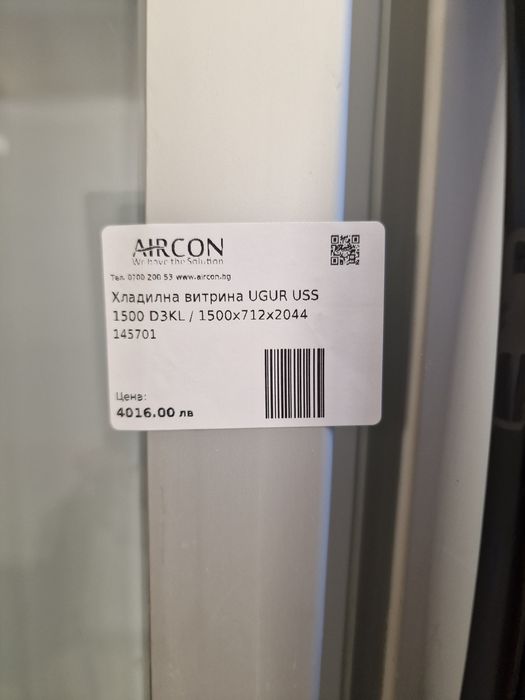 AIRCON
We have the Solution
Тел. 0700 200 53 www.aircon.bg
Хладилна витрина UGUR USS
1500 D3KL / 1500x712x2044
145701
Цена:
4016.00 лв